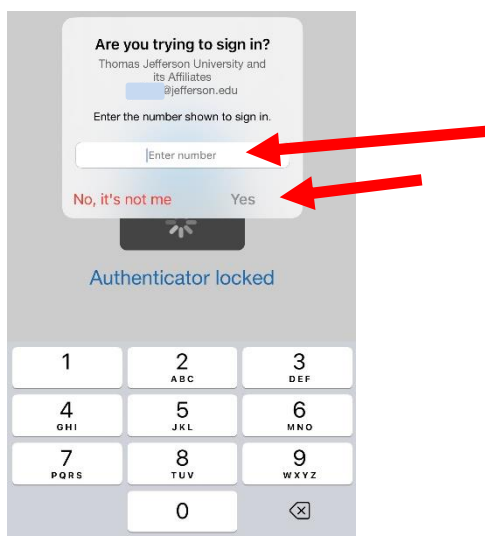 Are you trying to sign in?
Thomas Jefferson University and
its Affiliates
@jefferson.edu
Enter the number shown to sign in.
Enter number
No, it's not me Yes
Authenticator locked
1 2 3
ABC DEF
4 5 6
GHI JKL MNO
7 8 9
PQRS TUV WXYZ
0